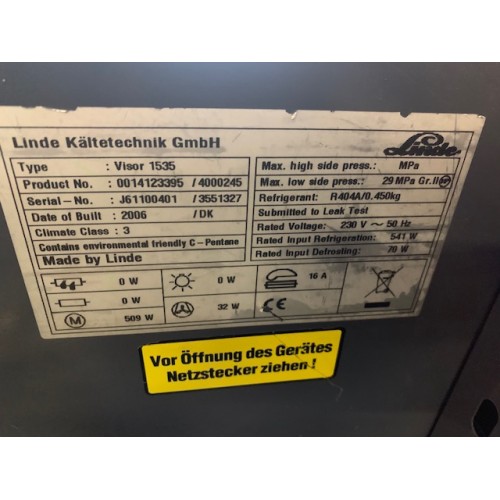 Linde Kältetechnik GmbH
Linde
Type : Visor 1535
Product No. : 0014123395 /4000245
Serial-No. : J61100401 /3551327
Date of Built : 2006 /DK
Climate Class : 3
Contains environmental friendly C - Pentane
Made by Linde
Max. high side press.: MPa
Max. low side press.: 29 MPa Gr.II
Refrigerant: R404A/0.450kg
Submitted to Leak Test
Rated Voltage: 230 V ~ 50 Hz
Rated Input Refrigeration: 541 W
Rated Input Defrosting: 70 W
0 W
0 W
16 A
0 W
32 W
CE
M
509 W
Vor Öffnung des Gerätes
Netzstecker ziehen !